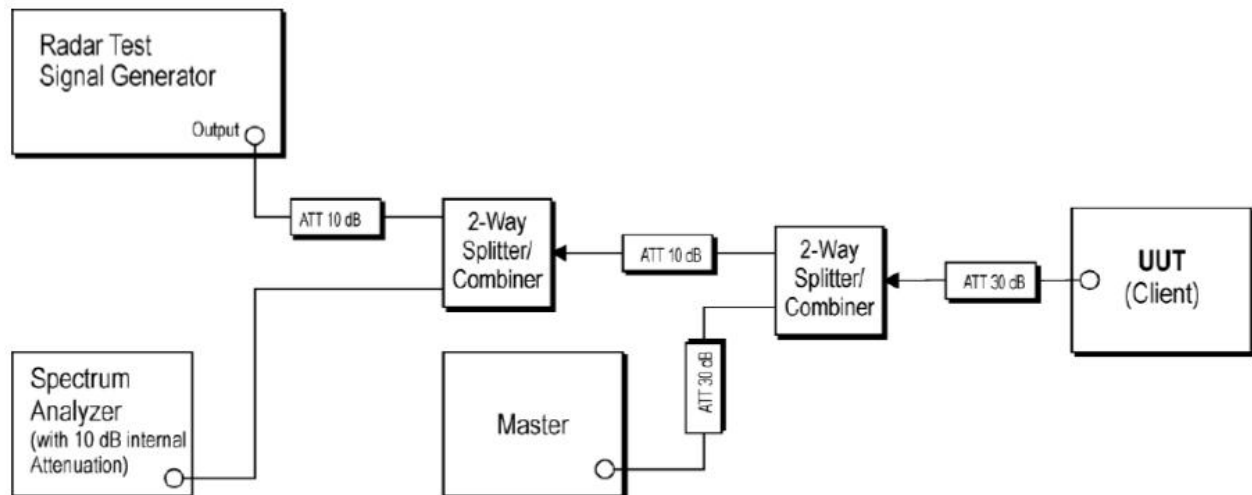 Radar Test
Signal Generator
Output
ATT 10 dB
2-Way
Splitter/
Combiner
ATT 10 dB
2-Way
Splitter/
Combiner
ATT 30 dB
UUT
(Client)
Spectrum
Analyzer
(with 10 dB internal
Attenuation)
Master
ATT 30 dB